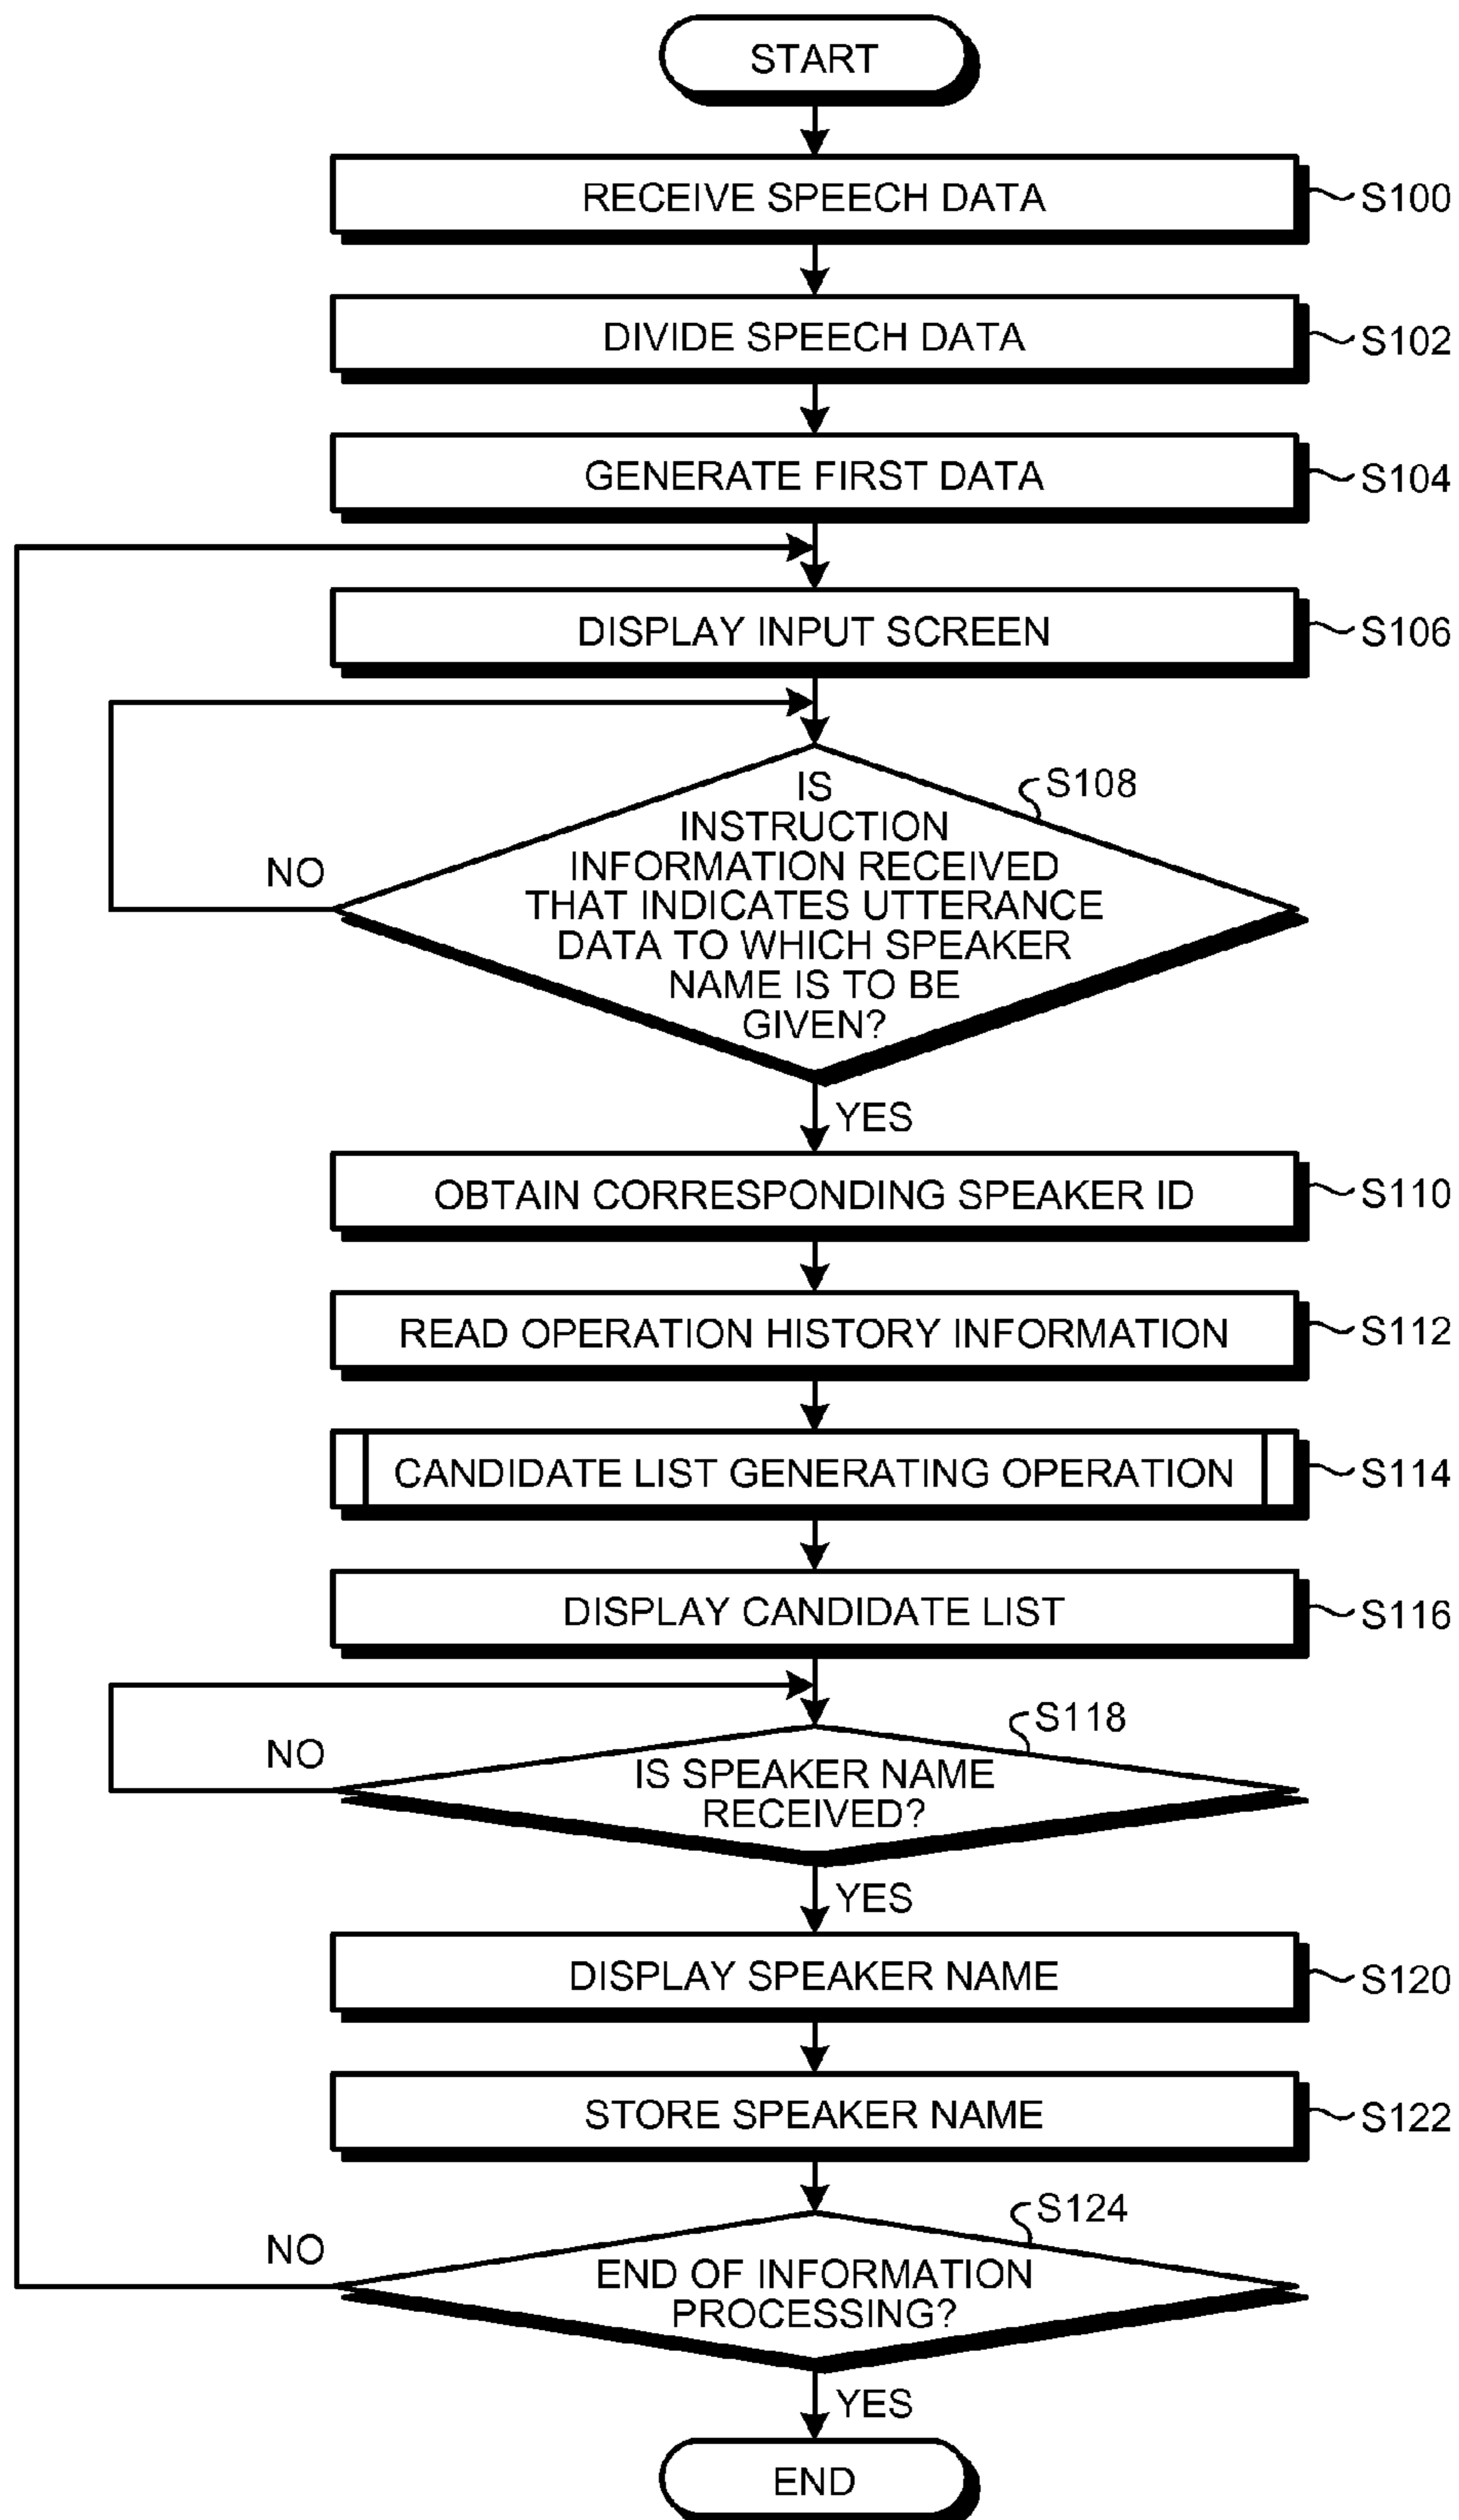 START
RECEIVE SPEECH DATA
S100
DIVIDE SPEECH DATA
S102
GENERATE FIRST DATA
S104
DISPLAY INPUT SCREEN
S106
S108
IS
INSTRUCTION
INFORMATION RECEIVED
THAT INDICATES UTTERANCE
DATA TO WHICH SPEAKER
NAME IS TO BE
GIVEN?
NO
YES
OBTAIN CORRESPONDING SPEAKER ID
S110
READ OPERATION HISTORY INFORMATION
S112
CANDIDATE LIST GENERATING OPERATION
S114
DISPLAY CANDIDATE LIST
S116
S118
NO
IS SPEAKER NAME
RECEIVED?
YES
DISPLAY SPEAKER NAME
S120
STORE SPEAKER NAME
S122
S124
NO
END OF INFORMATION
PROCESSING?
YES
END